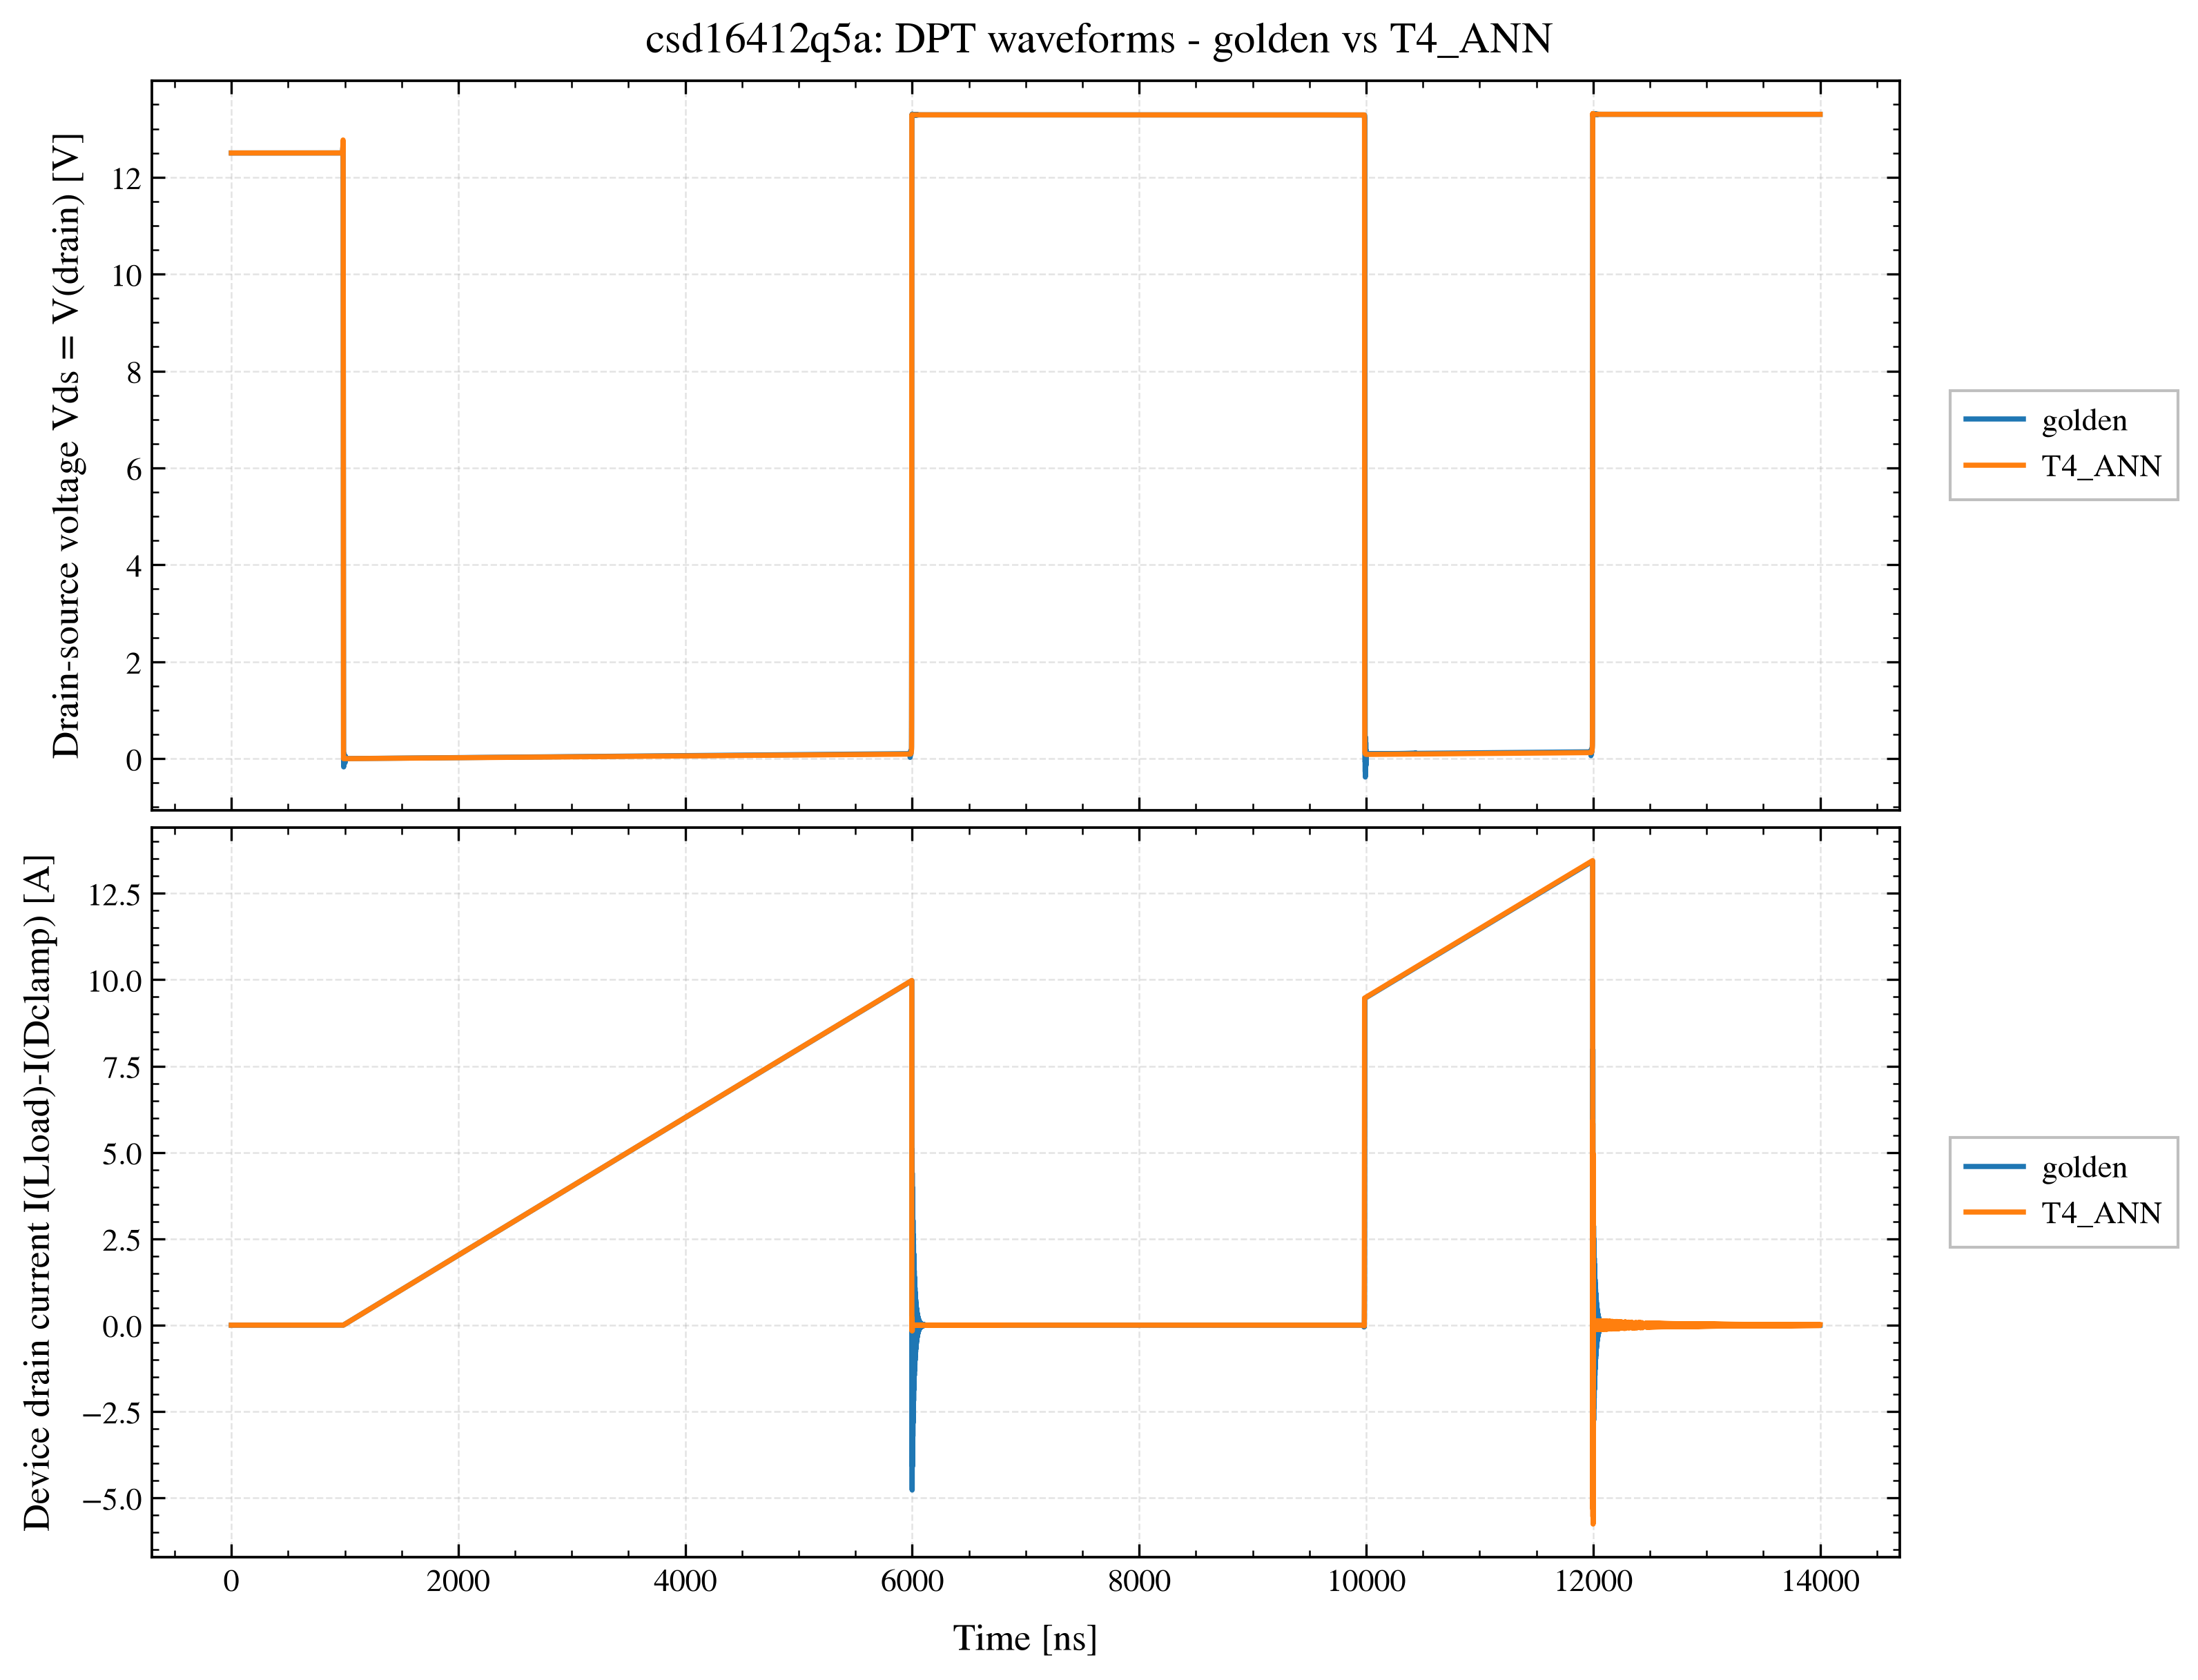 csd16412q5a: DPT waveforms - golden vs T4_ANN
Drain-source voltage Vds = V(drain) [V]
12
10
8
6
4
2
0
golden
T4_ANN
Device drain current I(Lload)-I(Dclamp) [A]
12.5
10.0
7.5
5.0
2.5
0.0
−2.5
−5.0
golden
T4_ANN
0 2000 4000 6000 8000 10000 12000 14000
Time [ns]